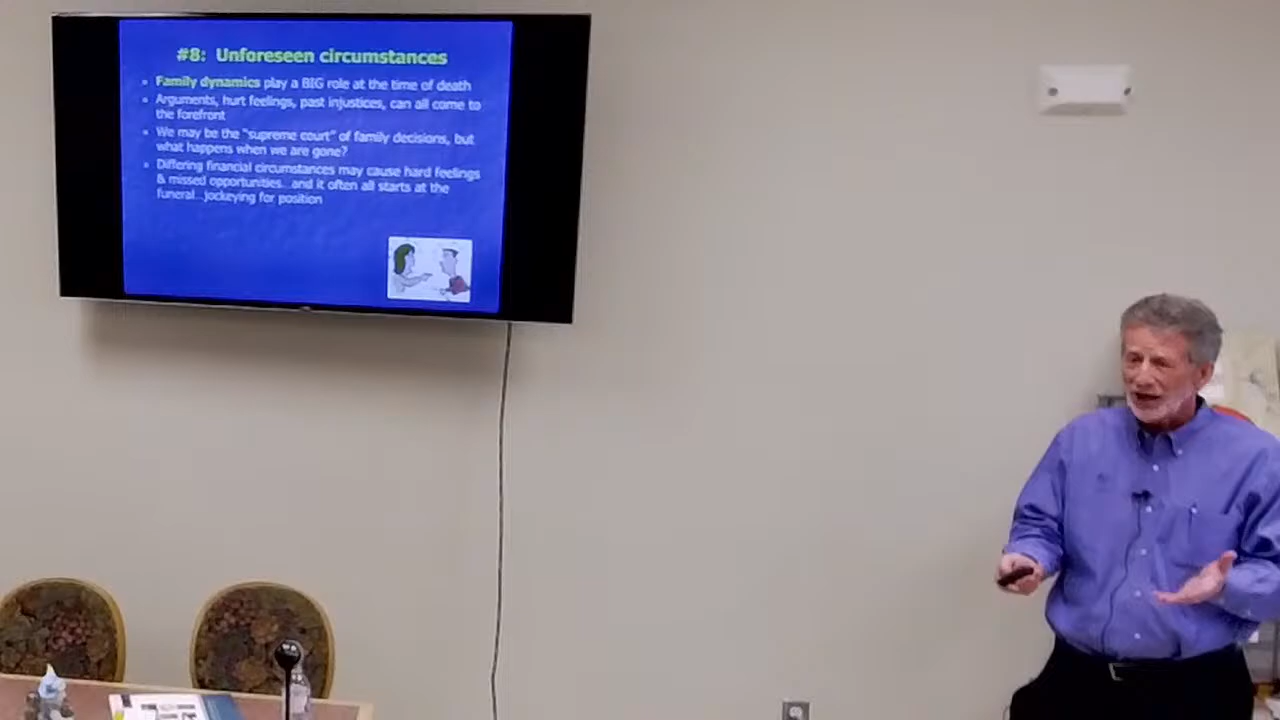 #8: Unforeseen circumstances
Family dynamics play a BIG role at the time of death
Arguments, hurt feelings, past injustices, can all come to
the forefront
We may be the "supreme court" of family decisions, but
what happens when we are gone?
Differing financial circumstances may cause hard feelings
& missed opportunities...and it often all starts at the
funeral...jockeying for position